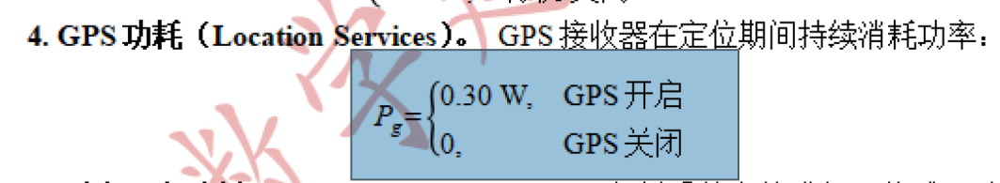 4. GPS 功耗（Location Services）。 GPS 接收器在定位期间持续消耗功率：
P_g={0.30 W, GPS 开启
0, GPS 关闭